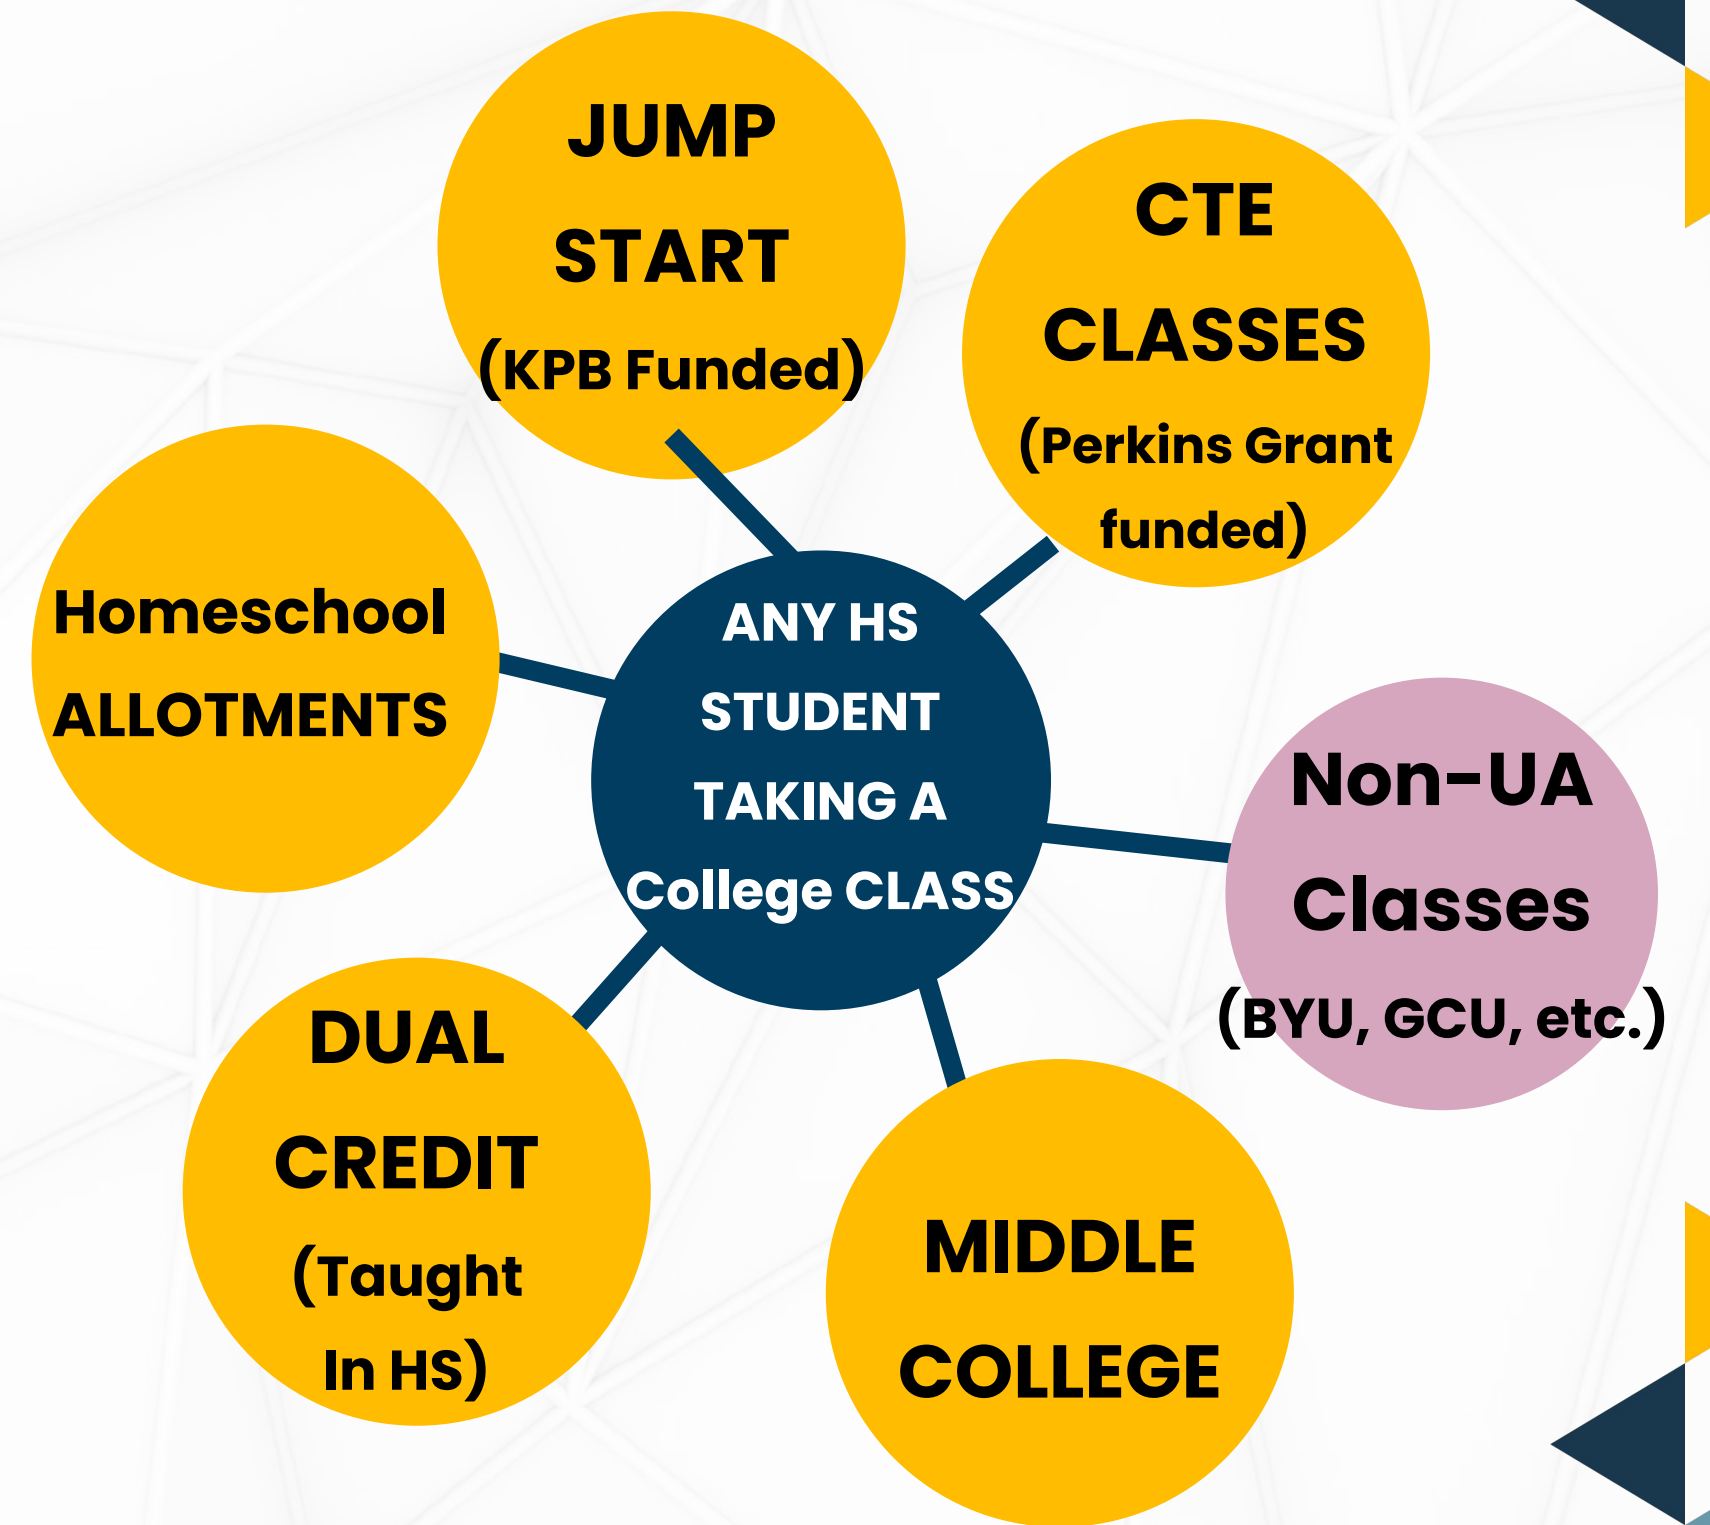 JUMP
START
(KPB Funded)
CTE
CLASSES
(Perkins Grant
funded)
Homeschool
ALLOTMENTS
ANY HS
STUDENT
TAKING A
College CLASS
Non-UA
Classes
(BYU, GCU, etc.)
DUAL
CREDIT
(Taught
In HS)
MIDDLE
COLLEGE